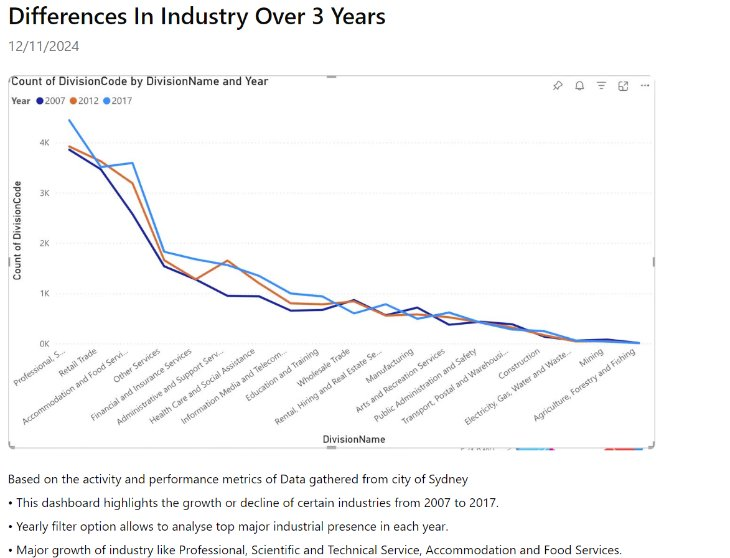 Differences In Industry Over 3 Years
12/11/2024
Count of DivisionCode by DivisionName and Year
Year 2007 2012 2017
Count of DivisionCode
4K
3K
2K
1K
0K
Professional, S...
Retail Trade
Accommodation and Food Servi...
Other Services
Financial and Insurance Services
Administrative and Support Serv...
Health Care and Social Assistance
Information Media and Telecom...
Education and Training
Wholesale Trade
Rental, Hiring and Real Estate Se...
Manufacturing
Arts and Recreation Services
Public Administration and Safety
Transport, Postal and Warehousi...
Construction
Electricity, Gas, Water and Waste...
Mining
Agriculture, Forestry and Fishing
DivisionName
Based on the activity and performance metrics of Data gathered from city of Sydney
• This dashboard highlights the growth or decline of certain industries from 2007 to 2017.
• Yearly filter option allows to analyse top major industrial presence in each year.
• Major growth of industry like Professional, Scientific and Technical Service, Accommodation and Food Services.